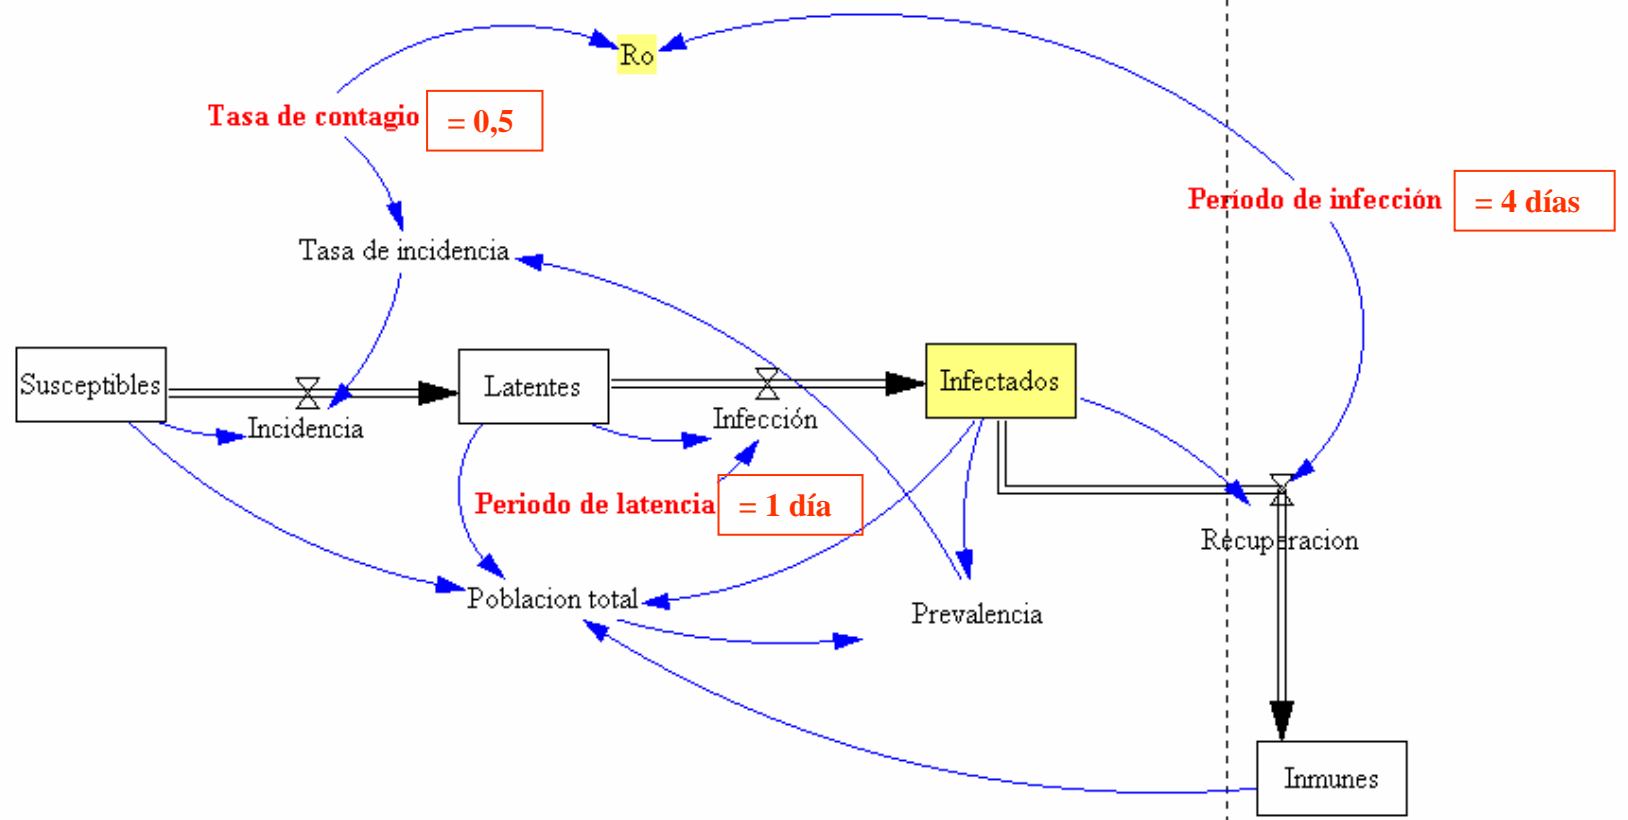 Ro
Tasa de contagio
= 0,5
Período de infección
= 4 días
Tasa de incidencia
Susceptibles
Latentes
Infectados
Incidencia
Infección
Periodo de latencia
= 1 día
Recuperacion
Poblacion total
Prevalencia
Inmunes